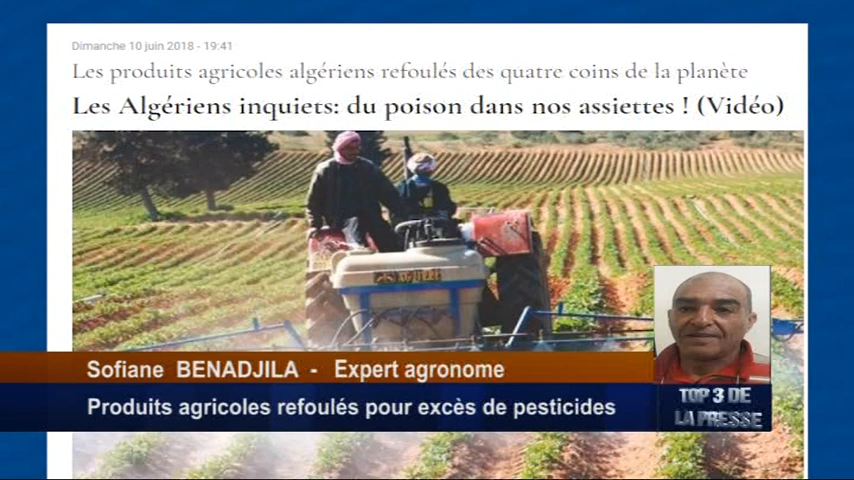 Dimanche 10 juin 2018 - 19:41
Les produits agricoles algériens refoulés des quatre coins de la planète
Les Algériens inquiets: du poison dans nos assiettes ! (Vidéo)
Sofiane BENADJILA - Expert agronome
Produits agricoles refoulés pour excès de pesticides
TOP 3 DE
LA PRESSE